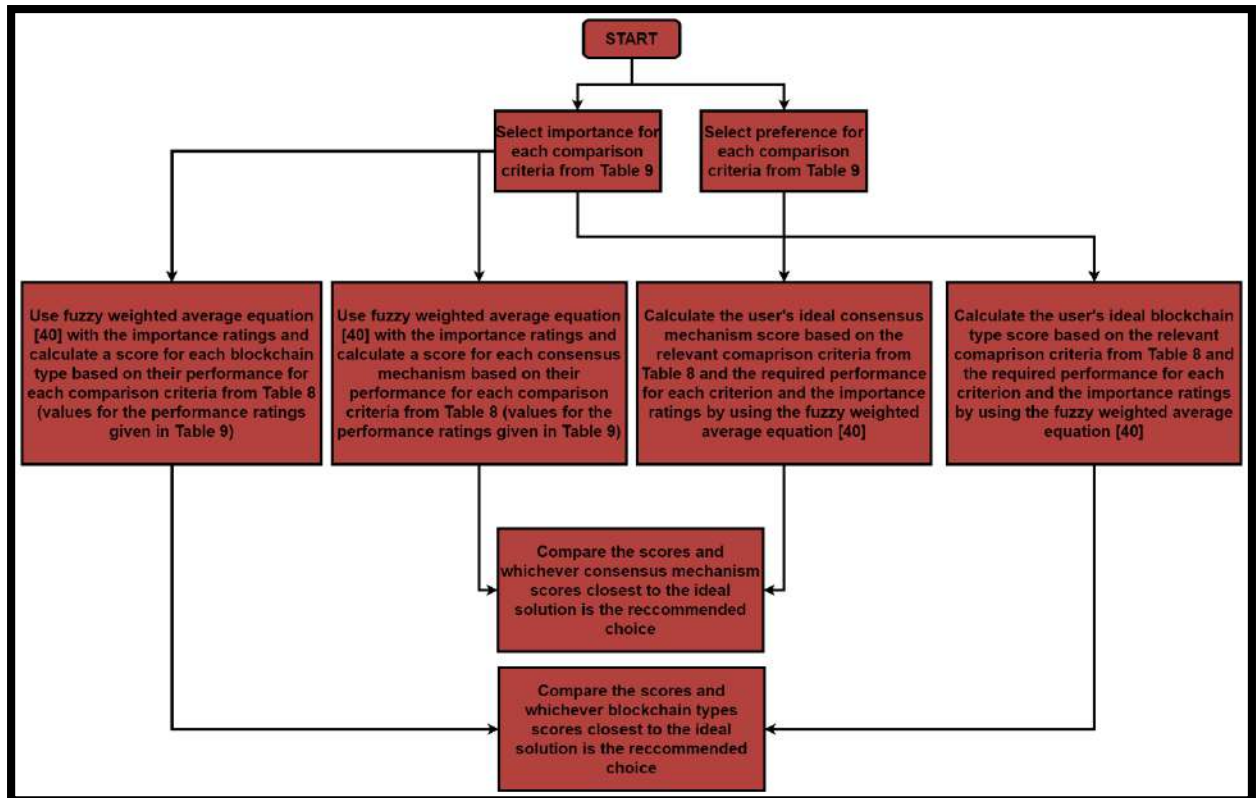 START
Select importance for
each comparison
criteria from Table 9
Select preference for
each comparison
criteria from Table 9
Use fuzzy weighted average equation
[40] with the importance ratings and
calculate a score for each blockchain
type based on their performance for
each comparison criteria from Table 8
(values for the performance ratings
given in Table 9)
Use fuzzy weighted average equation
[40] with the importance ratings and
calculate a score for each consensus
mechanism based on their
performance for each comparison
criteria from Table 8 (values for the
performance ratings given in Table 9)
Calculate the user's ideal consensus
mechanism score based on the
relevant comaprison criteria from
Table 8 and the required performance
for each criterion and the importance
ratings by using the fuzzy weighted
average equation [40]
Calculate the user's ideal blockchain
type score based on the relevant
comaprison criteria from Table 8 and
the required performance for each
criterion and the importance ratings
by using the fuzzy weighted average
equation [40]
Compare the scores and
whichever consensus mechanism
scores closest to the ideal
solution is the reccommended
choice
Compare the scores and
whichever blockchain types
scores closest to the ideal
solution is the reccommended
choice